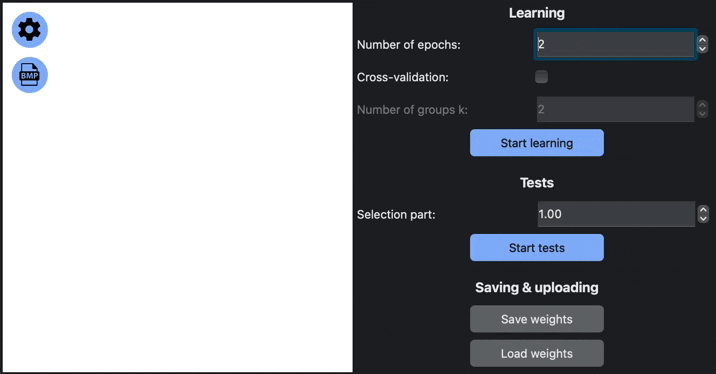 BMP
Learning
Number of epochs: 2
Cross-validation:
Number of groups k: 2
Start learning
Tests
Selection part: 1.00
Start tests
Saving & uploading
Save weights
Load weights